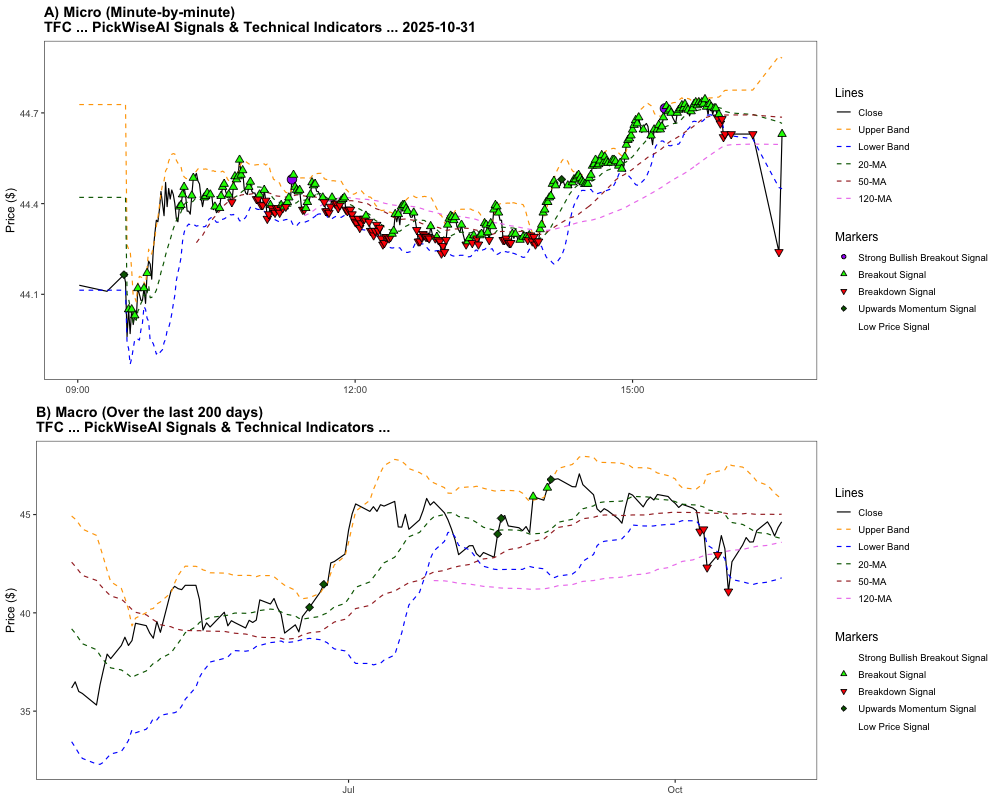 A) Micro (Minute-by-minute)
TFC ... PickWiseAI Signals & Technical Indicators ... 2025-10-31
Price ($)
44.7
44.4
44.1
09:00
12:00
15:00
Lines
Close
Upper Band
Lower Band
20-MA
50-MA
120-MA
Markers
Strong Bullish Breakout Signal
Breakout Signal
Breakdown Signal
Upwards Momentum Signal
Low Price Signal
B) Macro (Over the last 200 days)
TFC ... PickWiseAI Signals & Technical Indicators ...
Price ($)
45
40
35
Jul
Oct
Lines
Close
Upper Band
Lower Band
20-MA
50-MA
120-MA
Markers
Strong Bullish Breakout Signal
Breakout Signal
Breakdown Signal
Upwards Momentum Signal
Low Price Signal